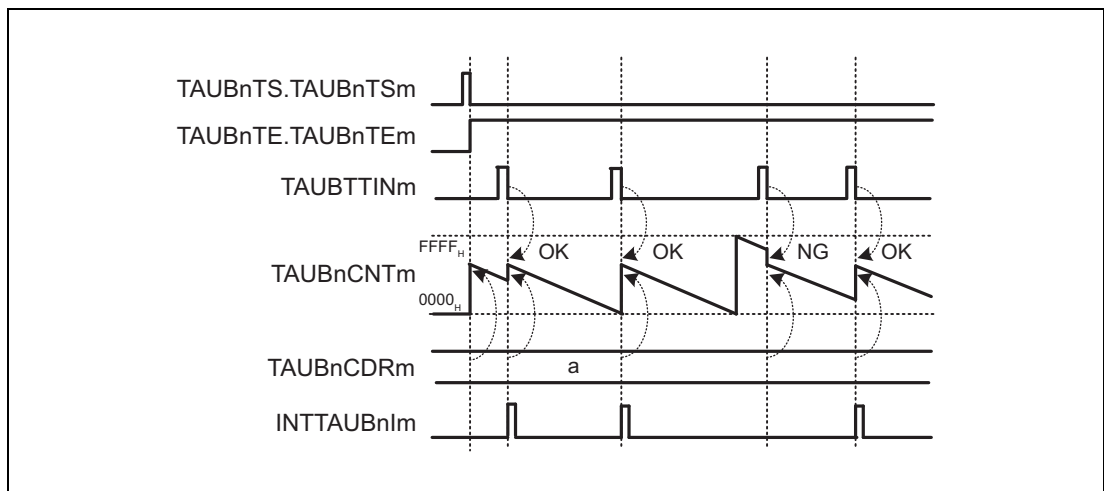 TAUBnTS.TAUBnTSm
TAUBnTE.TAUBnTEm
TAUBTTINm
FFFFH
OK OK NG OK
TAUBnCNTm
0000H
TAUBnCDRm
a
INTTAUBnIm